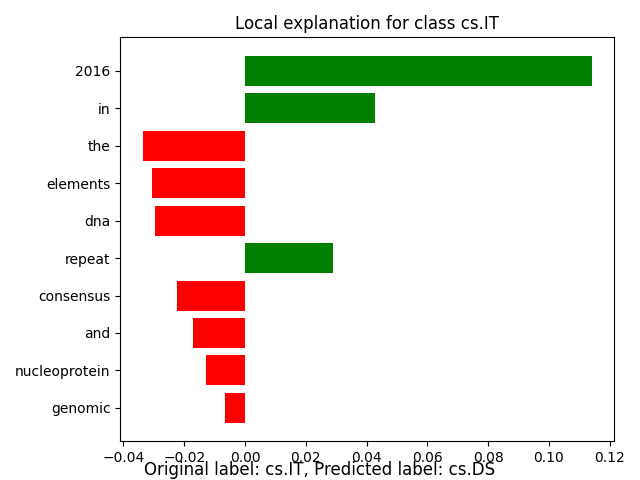 Local explanation for class cs.IT
2016
in
the
elements
dna
repeat
consensus
and
nucleoprotein
genomic
−0.04 −0.02 0.00 0.02 0.04 0.06 0.08 0.10 0.12
Original label: cs.IT, Predicted label: cs.DS